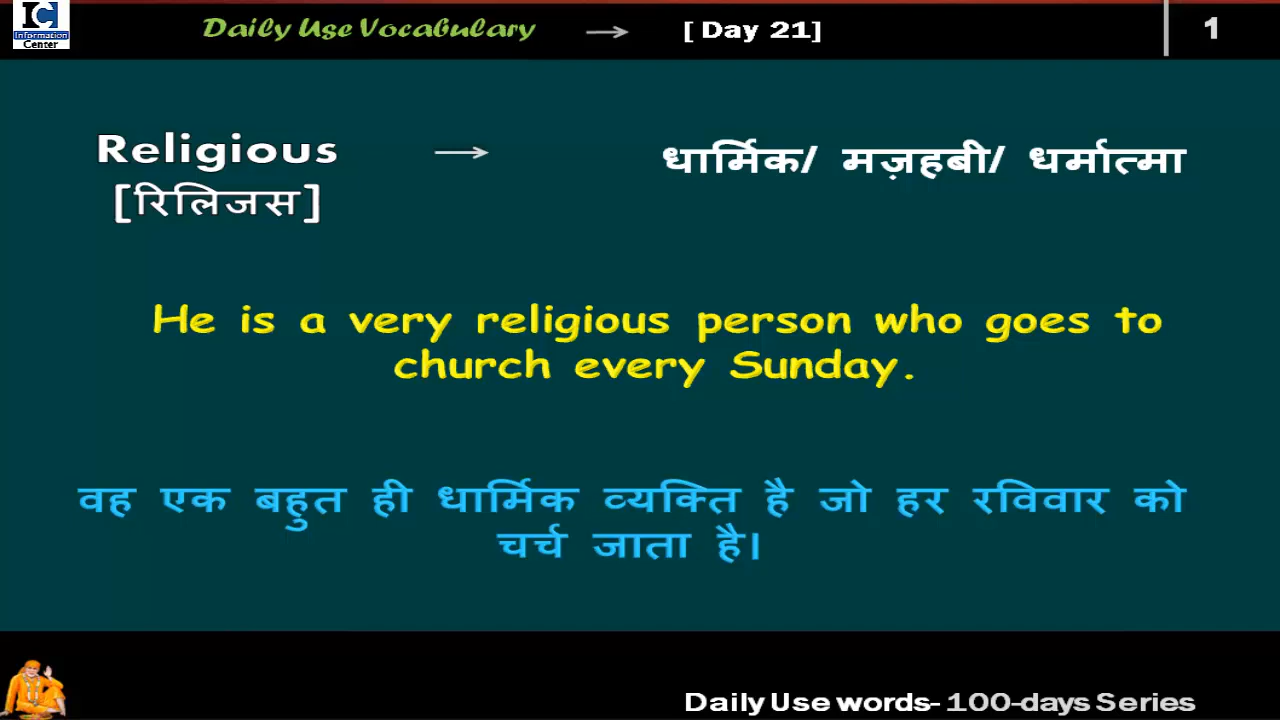 IC
Information
Center
Daily Use Vocabulary → [ Day 21] 1
Religious → धार्मिक/ मज़हबी/ धर्मात्मा
[रिलिजस]
He is a very religious person who goes to
church every Sunday.
वह एक बहुत ही धार्मिक व्यक्ति है जो हर रविवार को
चर्च जाता है।
Daily Use words- 100-days Series